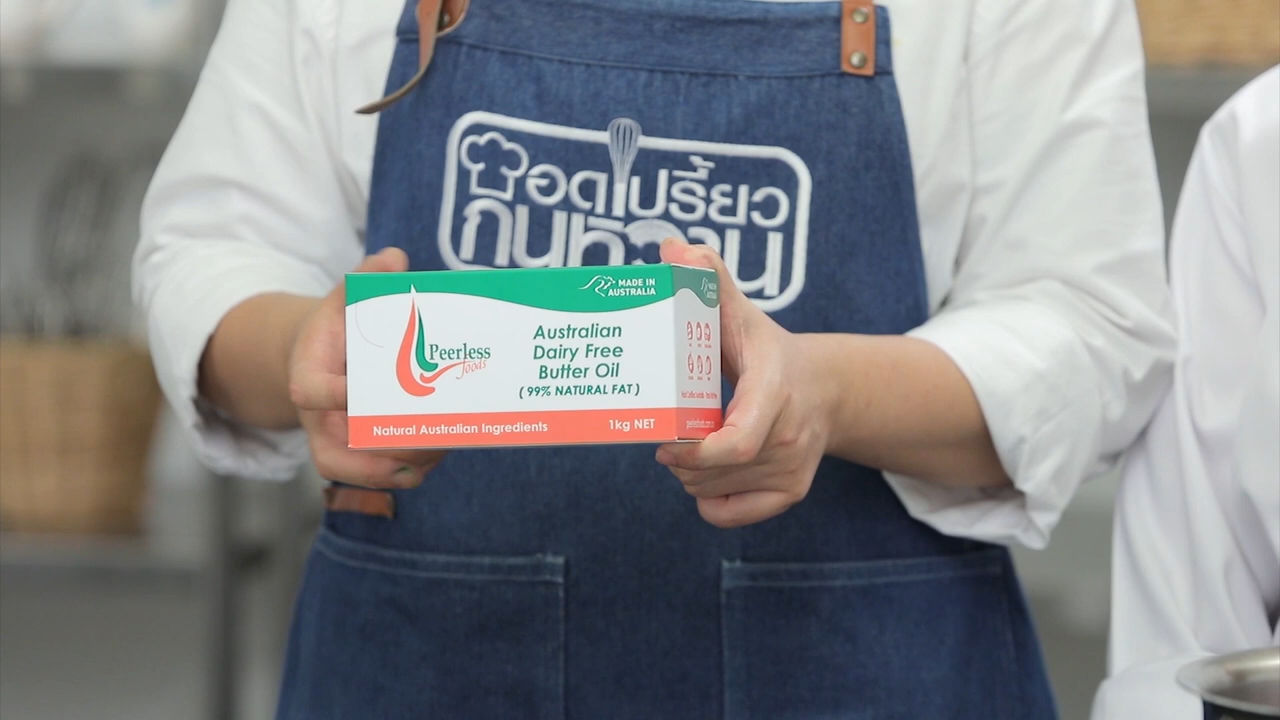 อดเปรี้ยว
กินหวาน
MADE IN
AUSTRALIA
Peerless
foods
Australian
Dairy Free
Butter Oil
( 99% NATURAL FAT )
Natural Australian Ingredients
1kg NET